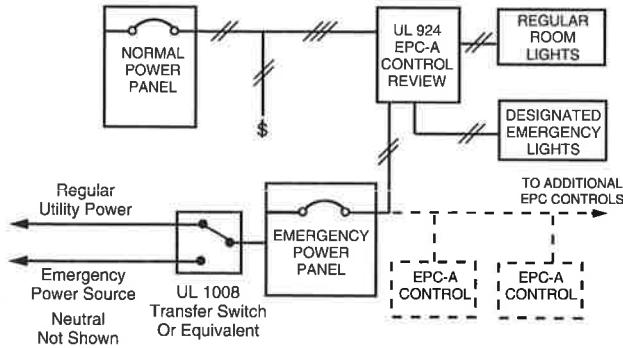 NORMAL
POWER
PANEL
$
UL 924
EPC-A
CONTROL
REVIEW
REGULAR
ROOM
LIGHTS
DESIGNATED
EMERGENCY
LIGHTS
Regular
Utility Power
Emergency
Power Source
Neutral
Not Shown
UL 1008
Transfer Switch
Or Equivalent
EMERGENCY
POWER
PANEL
TO ADDITIONAL
EPC CONTROLS
EPC-A
CONTROL
EPC-A
CONTROL